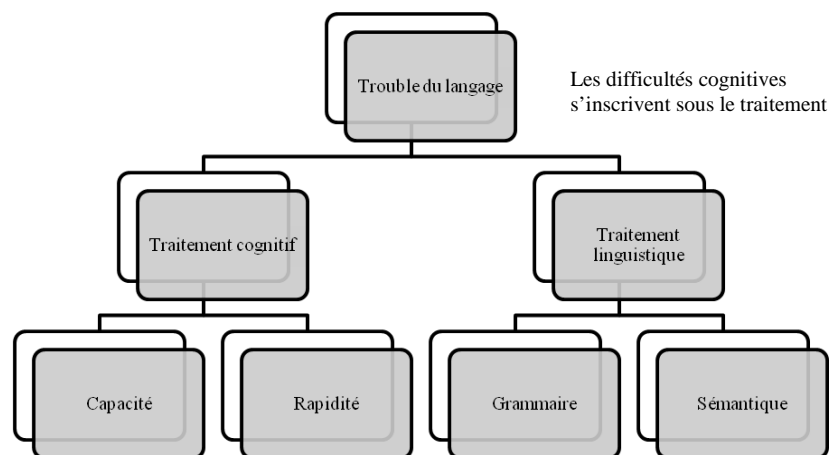 Trouble du langage
Les difficultés cognitives
s’inscrivent sous le traitement
Traitement cognitif
Traitement
linguistique
Capacité
Rapidité
Grammaire
Sémantique